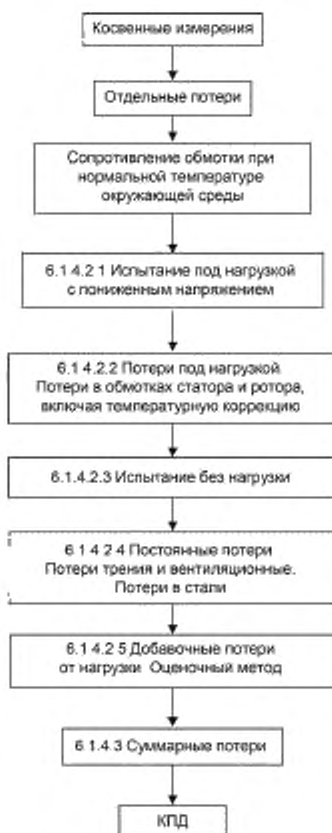 Косвенные измерения
Отдельные потери
Сопротивление обмотки при
нормальной температуре
окружающей среды
6.1.4.2 1 Испытание под нагрузкой
с пониженным напряжением
6.1 4.2.2 Потери под нагрузкой
Потери в обмотках статора и ротора,
включая температурную коррекцию
6.1.4.2.3 Испытание без нагрузки
6 1 4 2 4 Постоянные потери
Потери трения и вентиляционные.
Потери в стали
6.1.4.2 5 Добавочные потери
от нагрузки Оценочный метод
6 1.4.3 Суммарные потери
КПД